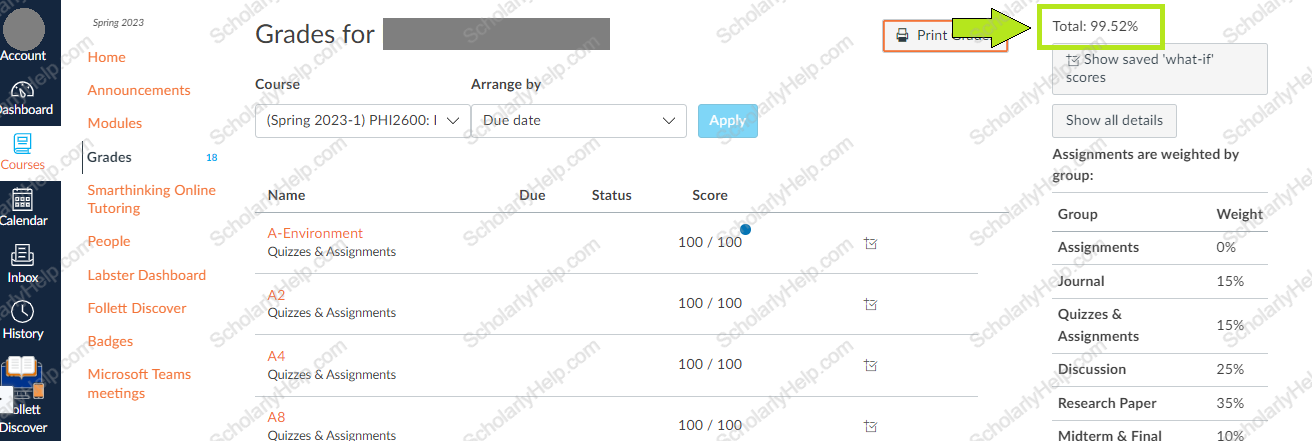 Account
Dashboard
Courses
Calendar
Inbox
History
Follett
Discover
Spring 2023
Home
Announcements
Modules
Grades 18
Smarthinking Online
Tutoring
People
Labster Dashboard
Follett Discover
Badges
Microsoft Teams
meetings
Grades for
Print Grades
Course Arrange by
(Spring 2023-1) PHI2600: Due date Apply
Name Due Status Score
A-Environment
Quizzes & Assignments
100 / 100
A2
Quizzes & Assignments
100 / 100
A4
Quizzes & Assignments
100 / 100
A8
Quizzes & Assignments
100 / 100
Total: 99.52%
Show saved 'what-if'
scores
Show all details
Assignments are weighted by
group:
Group Weight
Assignments 0%
Journal 15%
Quizzes &
Assignments 15%
Discussion 25%
Research Paper 35%
Midterm & Final 10%
ScholarlyHelp.com